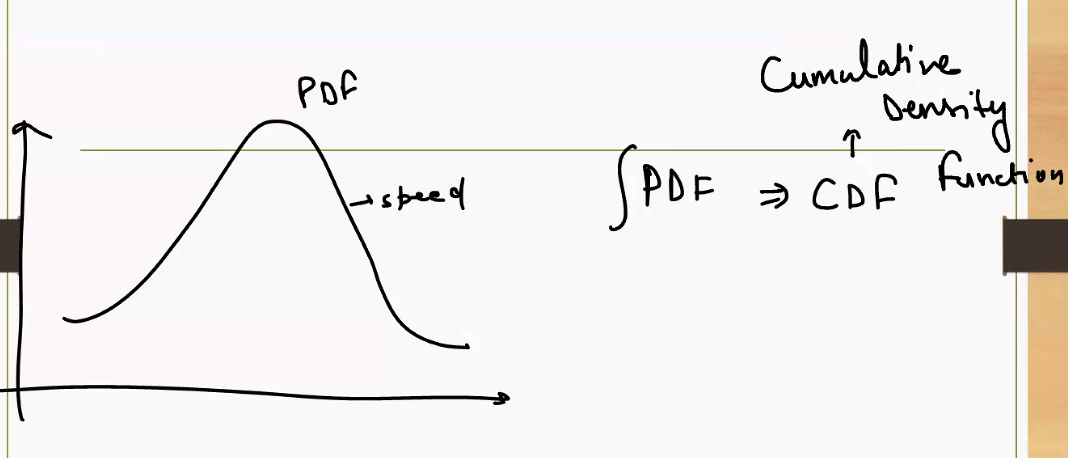 PDF
→ speed
Cumulative
Density
Function
↑
∫ PDF ⇒ CDF